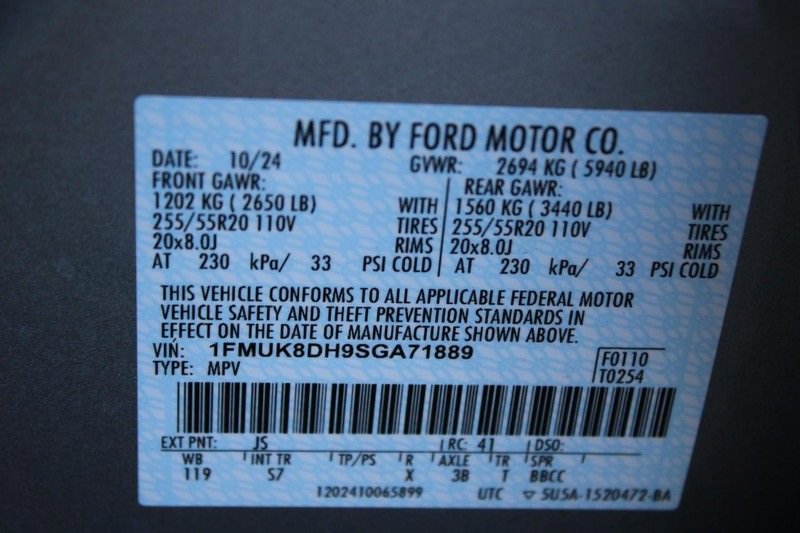 MFD. BY FORD MOTOR CO.
DATE: 10/24 GVWR: 2694 KG ( 5940 LB)
FRONT GAWR: REAR GAWR:
1202 KG ( 2650 LB) WITH 1560 KG ( 3440 LB) WITH
255/55R20 110V TIRES 255/55R20 110V TIRES
20x8.0J RIMS 20x8.0J RIMS
AT 230 kPa/ 33 PSI COLD AT 230 kPa/ 33 PSI COLD
THIS VEHICLE CONFORMS TO ALL APPLICABLE FEDERAL MOTOR
VEHICLE SAFETY AND THEFT PREVENTION STANDARDS IN
EFFECT ON THE DATE OF MANUFACTURE SHOWN ABOVE.
VIN: 1FMUK8DH9SGA71889 F0110
TYPE: MPV T0254
EXT PNT: JS RC: 41 DSO:
WB INT TR TP/PS R AXLE TR SPR
119 S7 X 3B T BBCC
1202410065899 UTC ▽ 5U5A-1520472-BA